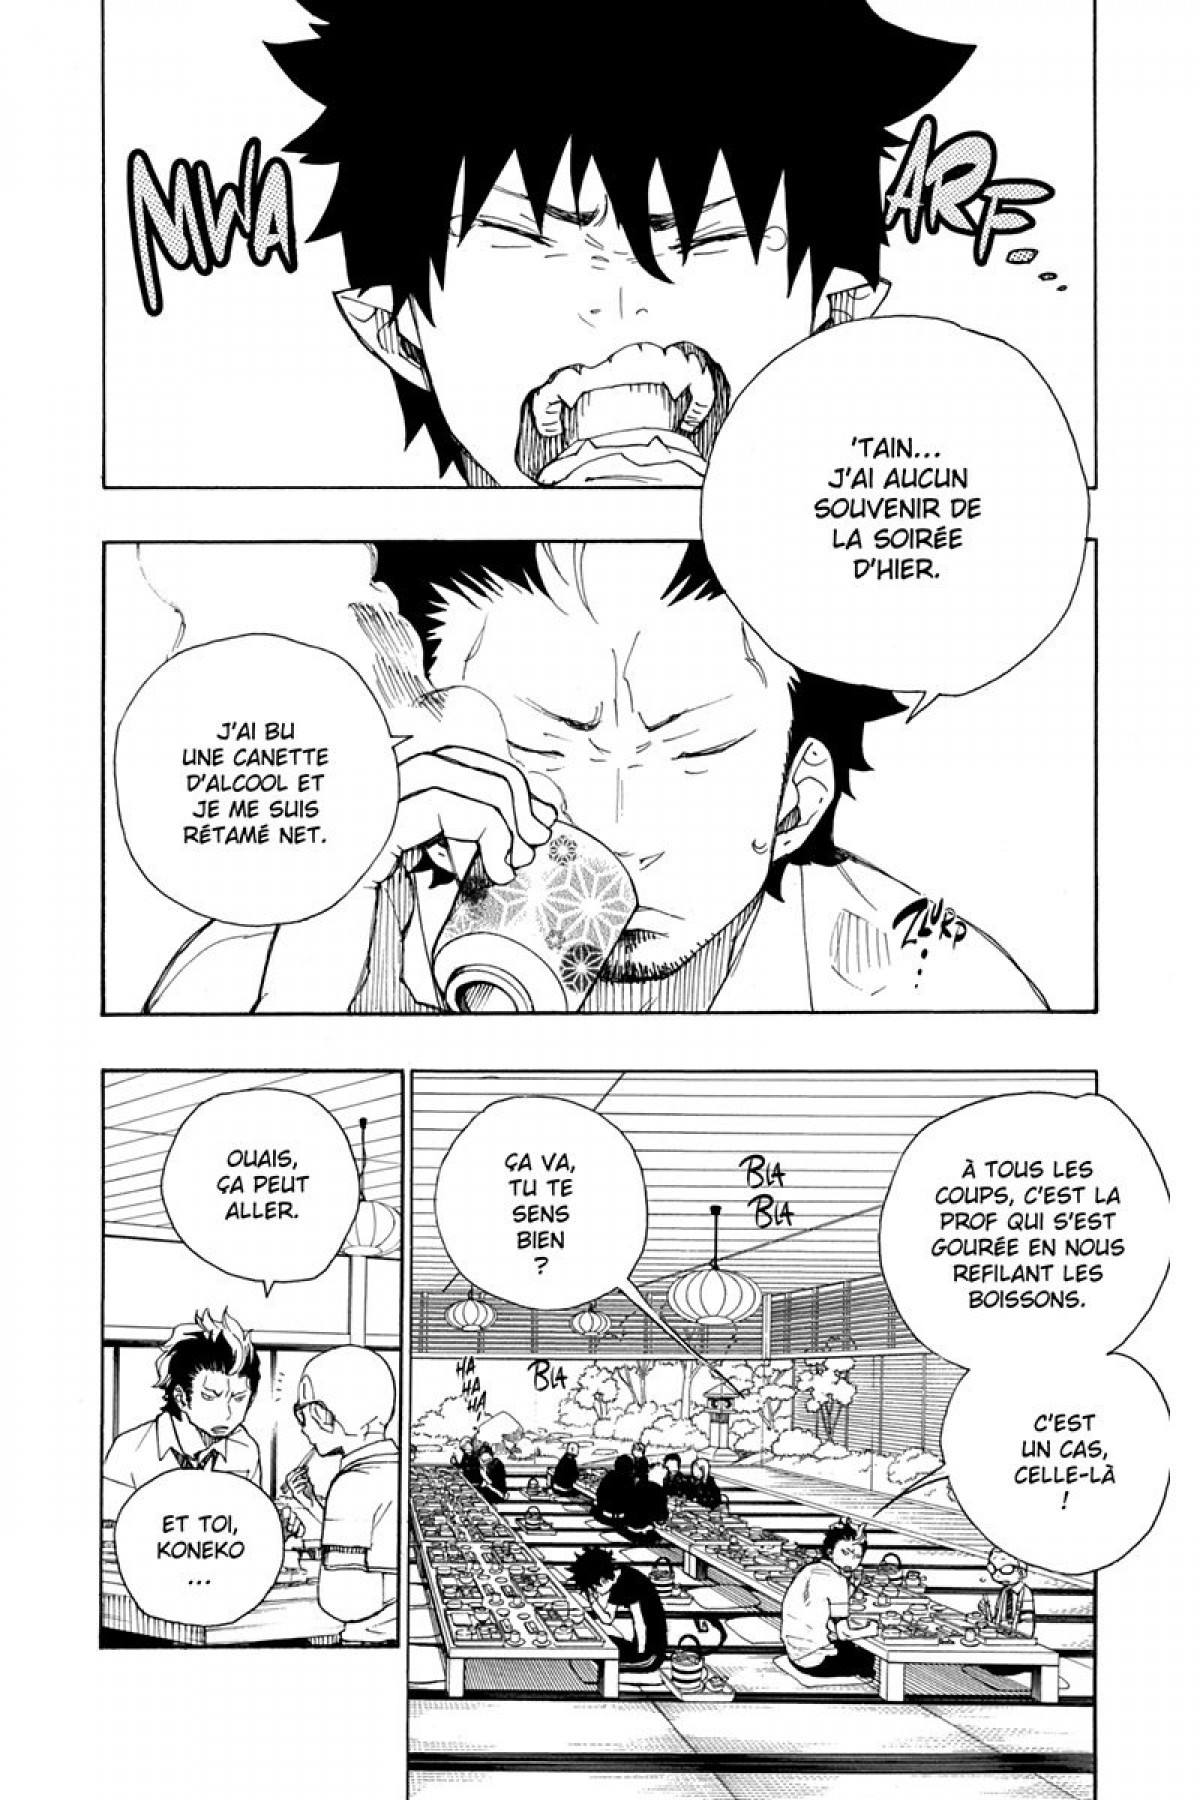 MWA
ARF...
'TAIN...
J'AI AUCUN
SOUVENIR DE
LA SOIRÉE
D'HIER.
J'AI BU
UNE CANETTE
D'ALCOOL ET
JE ME SUIS
RÉTAMÉ NET.
ZLURP...
À TOUS LES
COUPS, C'EST LA
PROF QUI S'EST
GOURÉE EN NOUS
REFILANT LES
BOISSONS.
C'EST
UN CAS,
CELLE-LÀ
!
ÇA VA,
TU TE
SENS
BIEN
?
BLA
BLA
BLA
HA
HA
HA
OUAIS,
ÇA PEUT
ALLER.
ET TOI,
KONEKO
...